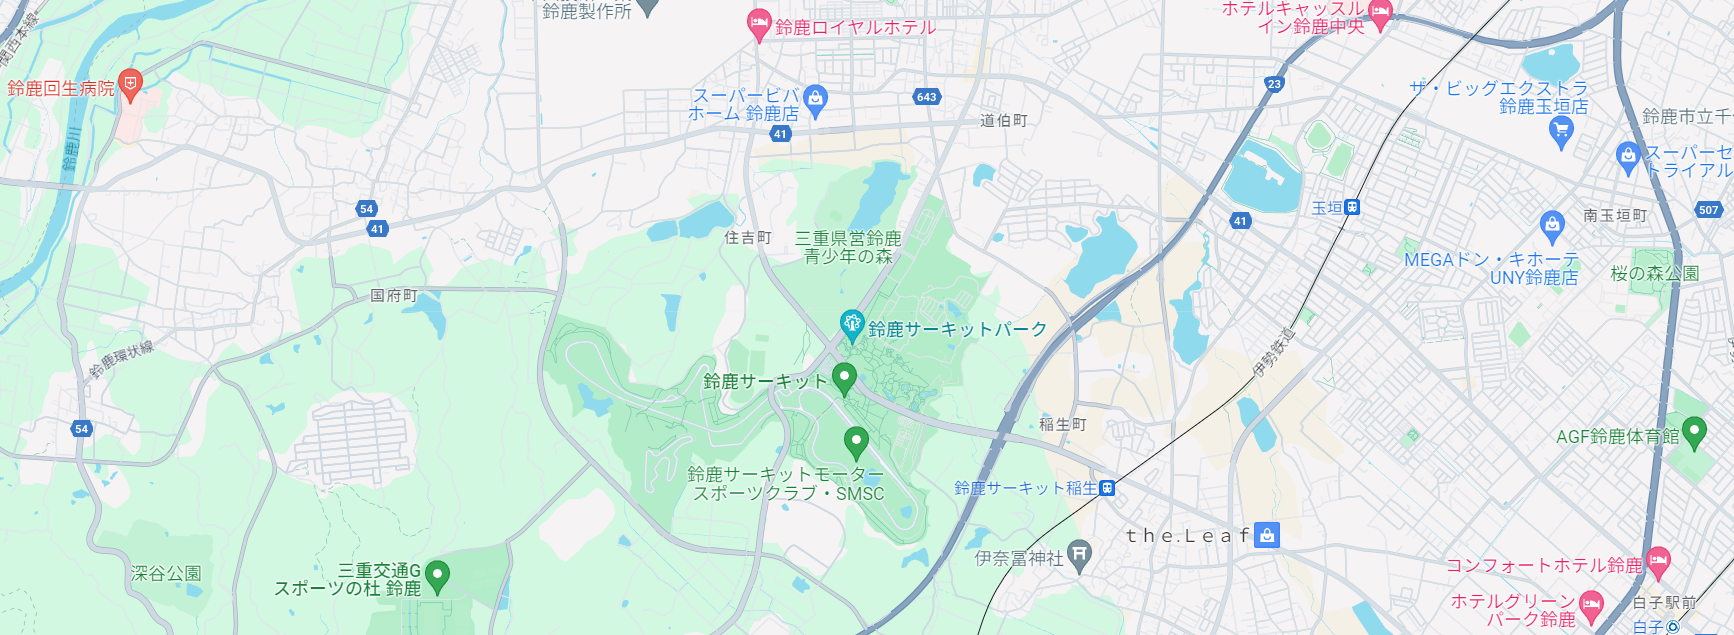 鈴鹿製作所
鈴鹿ロイヤルホテル
ホテルキャッスル
イン鈴鹿中央
関西本線
鈴鹿回生病院
スーパービバ
ホーム 鈴鹿店
643
23
ザ・ビッグエクストラ
鈴鹿玉垣店
41
道伯町
鈴鹿市立千
鈴鹿川
スーパーセ
トライアル
54
41
玉垣
41
507
南玉垣町
住吉町
三重県営鈴鹿
青少年の森
MEGAドン・キホーテ
UNY鈴鹿店
桜の森公園
国府町
鈴鹿サーキットパーク
鈴鹿環状線
伊勢鉄道
鈴鹿サーキット
稲生町
54
AGF鈴鹿体育館
鈴鹿サーキットモーター
スポーツクラブ・SMSC
鈴鹿サーキット稲生
the.Leaf
伊奈冨神社
深谷公園
三重交通G
スポーツの杜 鈴鹿
コンフォートホテル鈴鹿
ホテルグリーン
パーク鈴鹿
白子駅前
白子